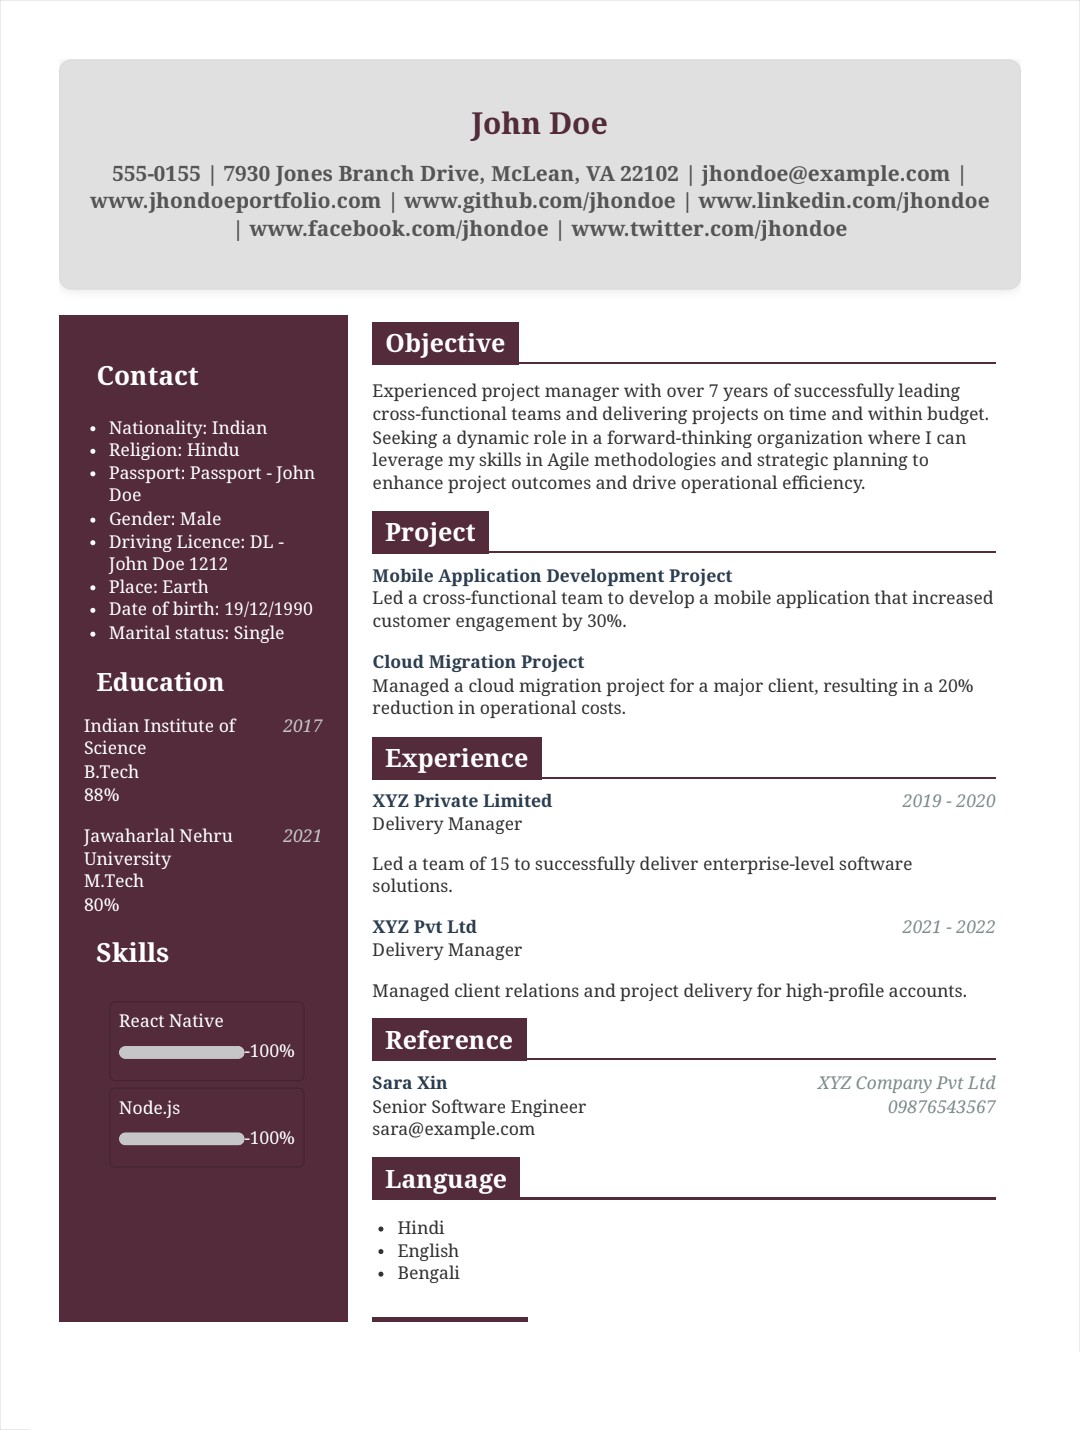 John Doe
555-0155 | 7930 Jones Branch Drive, McLean, VA 22102 | jhondoe@example.com |
www.jhondoeportfolio.com | www.github.com/jhondoe | www.linkedin.com/jhondoe
| www.facebook.com/jhondoe | www.twitter.com/jhondoe
Contact
• Nationality: Indian
• Religion: Hindu
• Passport: Passport - John
Doe
• Gender: Male
• Driving Licence: DL -
John Doe 1212
• Place: Earth
• Date of birth: 19/12/1990
• Marital status: Single
Education
Indian Institute of 2017
Science
B.Tech
88%
Jawaharlal Nehru 2021
University
M.Tech
80%
Skills
React Native
-100%
Node.js
-100%
Objective
Experienced project manager with over 7 years of successfully leading
cross-functional teams and delivering projects on time and within budget.
Seeking a dynamic role in a forward-thinking organization where I can
leverage my skills in Agile methodologies and strategic planning to
enhance project outcomes and drive operational efficiency.
Project
Mobile Application Development Project
Led a cross-functional team to develop a mobile application that increased
customer engagement by 30%.
Cloud Migration Project
Managed a cloud migration project for a major client, resulting in a 20%
reduction in operational costs.
Experience
XYZ Private Limited 2019 - 2020
Delivery Manager
Led a team of 15 to successfully deliver enterprise-level software
solutions.
XYZ Pvt Ltd 2021 - 2022
Delivery Manager
Managed client relations and project delivery for high-profile accounts.
Reference
Sara Xin XYZ Company Pvt Ltd
Senior Software Engineer 09876543567
sara@example.com
Language
• Hindi
• English
• Bengali